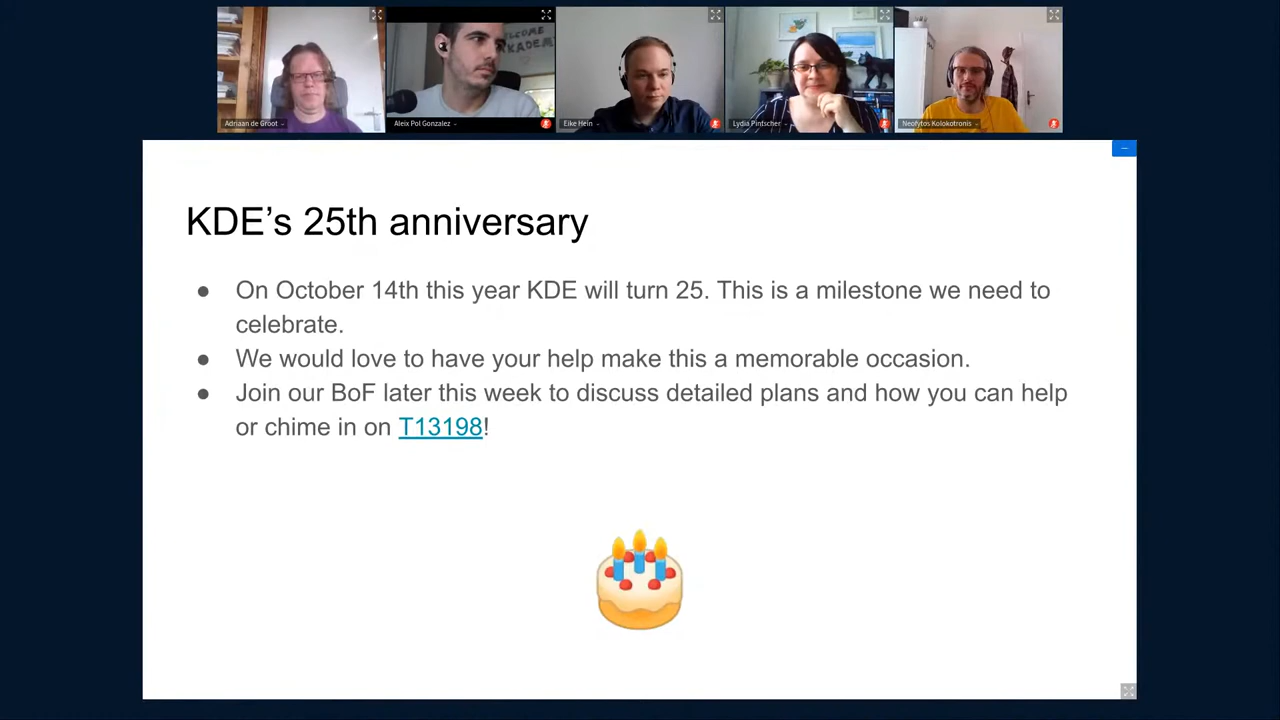 WELCOME
AKADEMY
Adriaan de Groot
Aleix Pol Gonzalez
Eike Hein
Lydia Pintscher
Neofytos Kolokotronis
KDE’s 25th anniversary
● On October 14th this year KDE will turn 25. This is a milestone we need to
celebrate.
● We would love to have your help make this a memorable occasion.
● Join our BoF later this week to discuss detailed plans and how you can help
or chime in on T13198!